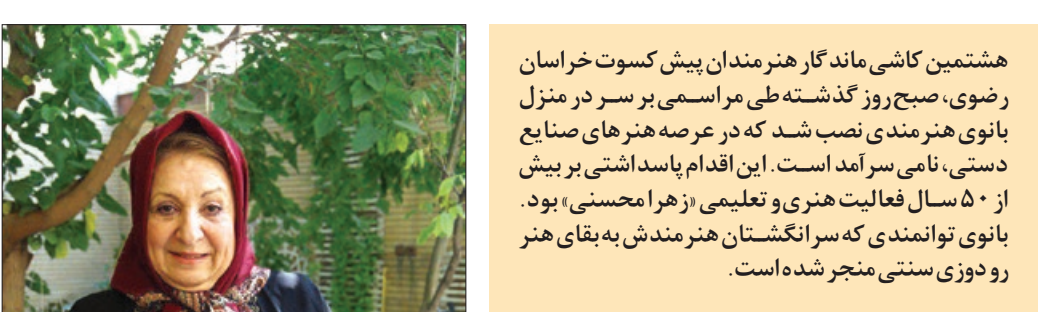 هشتمین کاشی ماندگار هنرمندان پیش کسوت خراسان
رضوی، صبح روز گذشته طی مراسمی بر سر در منزل
بانوی هنرمندی نصب شد که در عرصه هنرهای صنایع
دستی، نامی سرآمد است. این اقدام پاسداشتی بر بیش
از ۵۰ سال فعالیت هنری و تعلیمی «زهرا محسنی» بود.
بانوی توانمندی که سرانگشتان هنرمندش به بقای هنر
رودوزی سنتی منجر شده است.